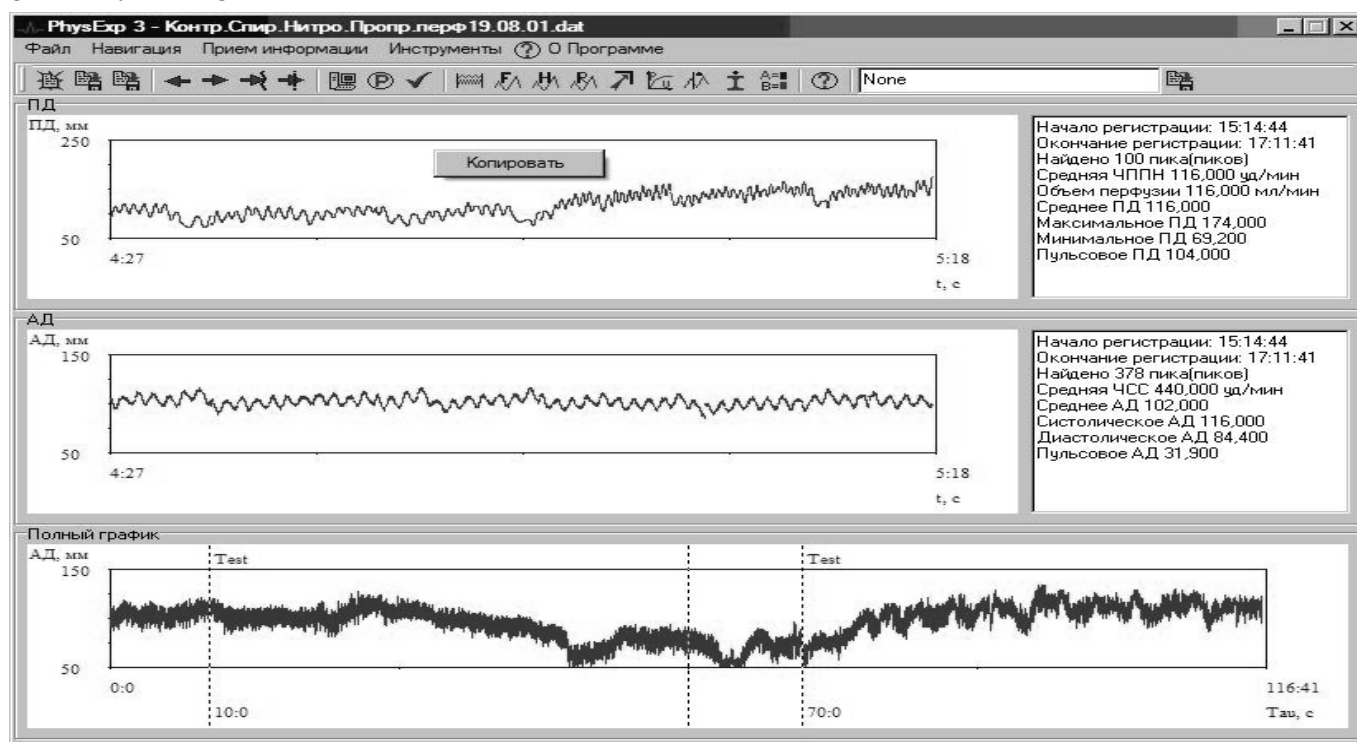 PhysExp 3 - Контр.Спир.Нитро.Пропр.перф19.08.01.dat
Файл Навигация Прием информации Инструменты ? О Программе
None
ПД
ПД, мм
250
Копировать
50
4:27
5:18
t, c
Начало регистрации: 15:14:44
Окончание регистрации: 17:11:41
Найдено 100 пика(пиков)
Средняя ЧППН 116,000 уд/мин
Объем перфузии 116,000 мл/мин
Среднее ПД 116,000
Максимальное ПД 174,000
Минимальное ПД 69,200
Пульсовое ПД 104,000
АД
АД, мм
150
50
4:27
5:18
t, c
Начало регистрации: 15:14:44
Окончание регистрации: 17:11:41
Найдено 378 пика(пиков)
Средняя ЧСС 440,000 уд/мин
Среднее АД 102,000
Систолическое АД 116,000
Диастолическое АД 84,400
Пульсовое АД 31,900
Полный график
АД, мм
150
Test
Test
50
0:0
116:41
10:0
70:0
Tau, c